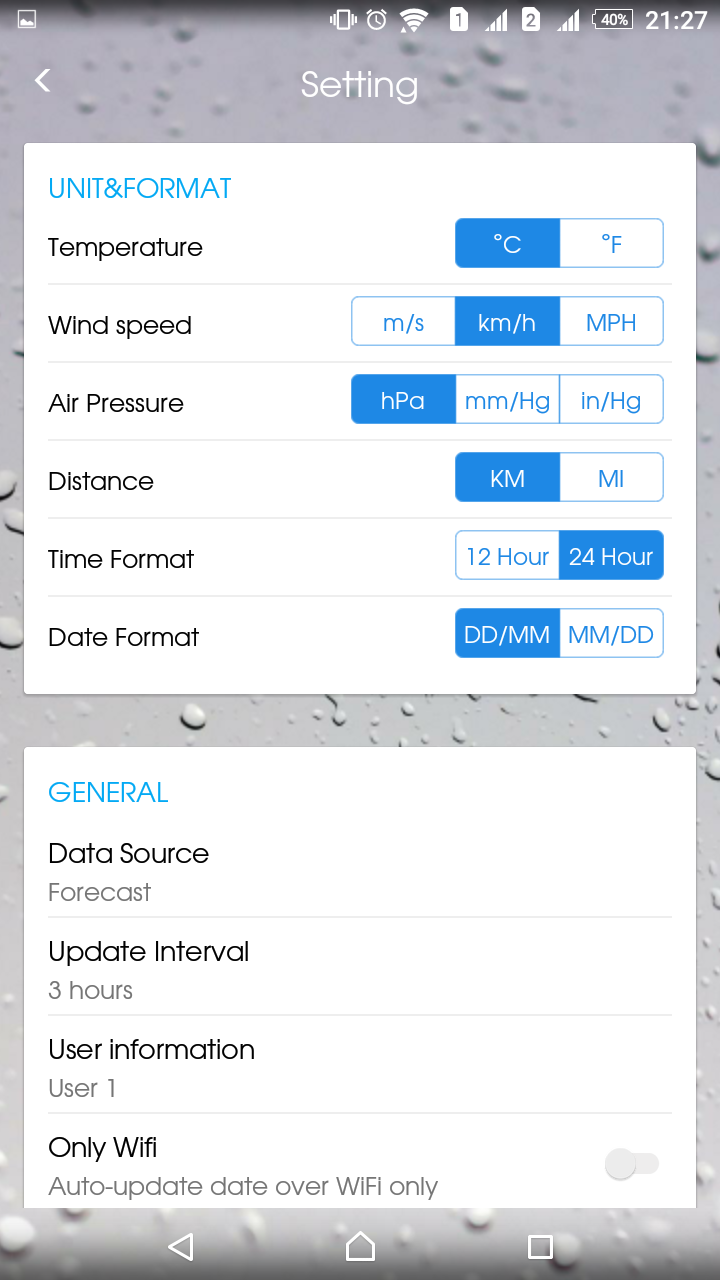 1 2 40% 21:27
Setting
UNIT&FORMAT
Temperature °C °F
Wind speed m/s km/h MPH
Air Pressure hPa mm/Hg in/Hg
Distance KM MI
Time Format 12 Hour 24 Hour
Date Format DD/MM MM/DD
GENERAL
Data Source
Forecast
Update Interval
3 hours
User information
User 1
Only Wifi
Auto-update date over WiFi only